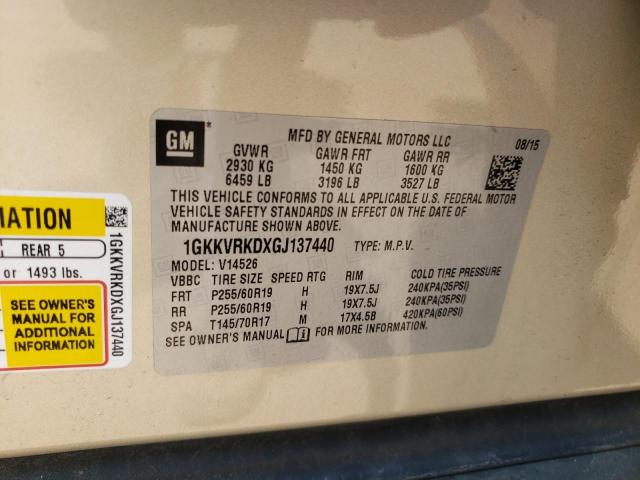 GM
MFD BY GENERAL MOTORS LLC
08/15
GVWR GAWR FRT GAWR RR
2930 KG 1450 KG 1600 KG
6459 LB 3196 LB 3527 LB
THIS VEHICLE CONFORMS TO ALL APPLICABLE U.S. FEDERAL MOTOR
VEHICLE SAFETY STANDARDS IN EFFECT ON THE DATE OF
MANUFACTURE SHOWN ABOVE.
1GKKVRKDXGJ137440 TYPE: M.P.V.
MODEL: V14526
VBBC TIRE SIZE SPEED RTG RIM COLD TIRE PRESSURE
FRT P255/60R19 H 19X7.5J 240KPA(35PSI)
RR P255/60R19 H 19X7.5J 240KPA(35PSI)
SPA T145/70R17 M 17X4.5B 420KPA(60PSI)
SEE OWNER'S MANUAL FOR MORE INFORMATION.
MATION
REAR 5
or 1493 lbs.
SEE OWNER'S
MANUAL FOR
ADDITIONAL
INFORMATION
1GKKVRKDXGJ137440